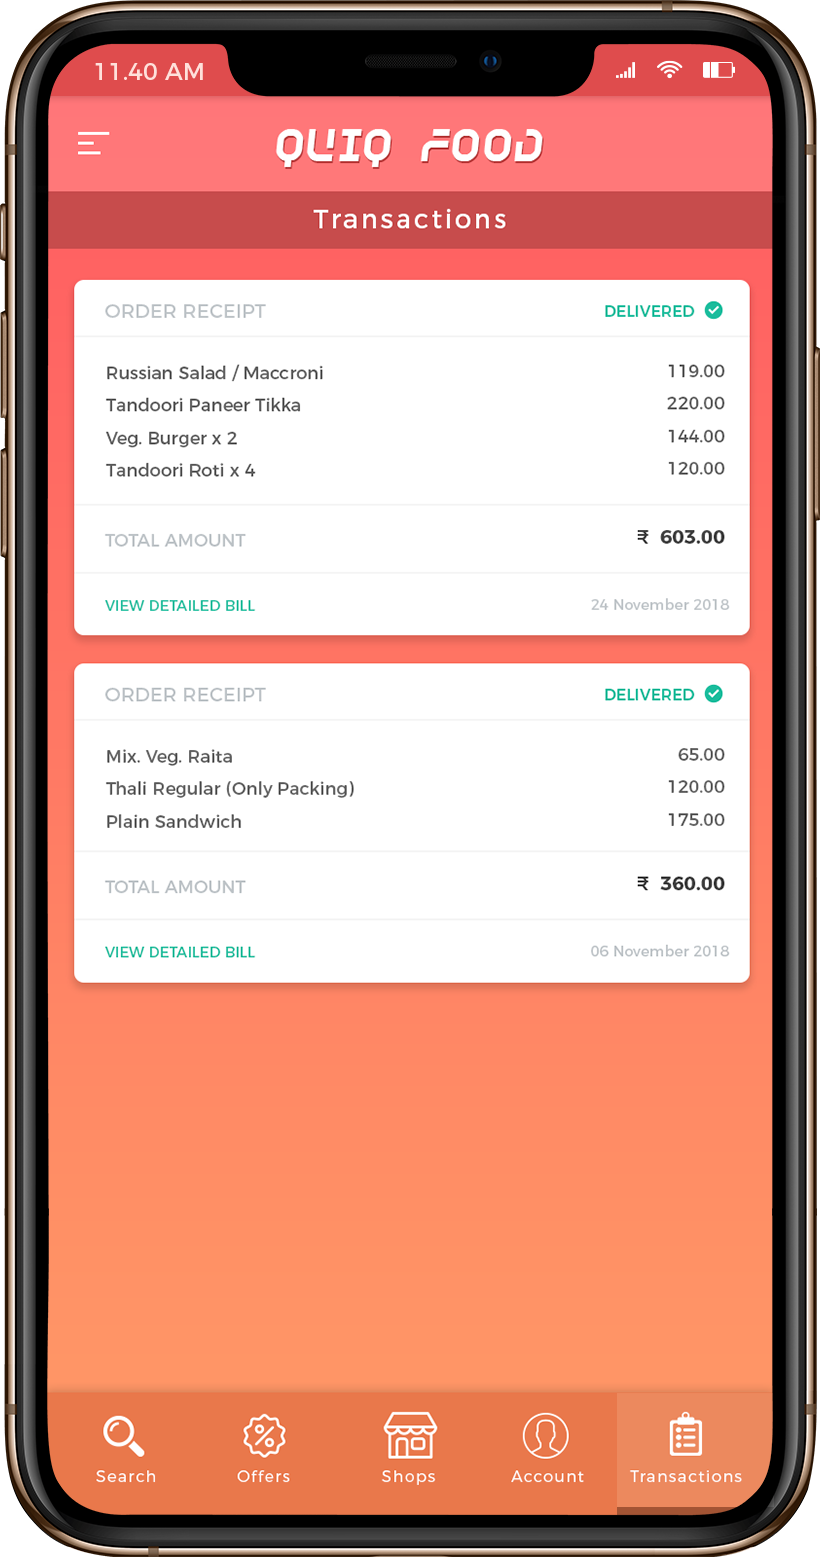 11.40 AM
QUIQ FOOD
Transactions
ORDER RECEIPT DELIVERED
Russian Salad / Maccroni 119.00
Tandoori Paneer Tikka 220.00
Veg. Burger x 2 144.00
Tandoori Roti x 4 120.00
TOTAL AMOUNT ₹ 603.00
VIEW DETAILED BILL 24 November 2018
ORDER RECEIPT DELIVERED
Mix. Veg. Raita 65.00
Thali Regular (Only Packing) 120.00
Plain Sandwich 175.00
TOTAL AMOUNT ₹ 360.00
VIEW DETAILED BILL 06 November 2018
Search Offers Shops Account Transactions